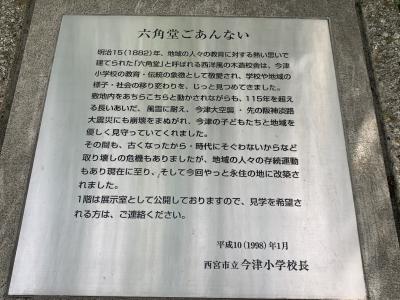 六角堂ごあんない
明治15(1882)年、地域の人々の教育に対する熱い思いで
建てられた「六角堂」と呼ばれる西洋風の木造校舎は、今津
小学校の教育・伝統の象徴として敬愛され、学校や地域の
様子・社会の移り変わりを、じっと見つめてきました。
敷地内をあちらこちらと動かされながらも、115年を超え
る長いあいだ、風雪に耐え、今津大空襲・先の阪神淡路
大震災にも崩壊をまぬがれ、今津の子どもたちと地域を
優しく見守っていてくれました。
その間も、古くなったから・時代にそぐわないからなど
取り壊しの危機もありましたが、地域の人々の存続運動
もあり現在に至り、そして今回やっと永住の地に改築さ
れました。
1階は展示室として公開しておりますので、見学を希望さ
れる方は、ご連絡ください。
平成10(1998)年1月
西宮市立今津小学校長